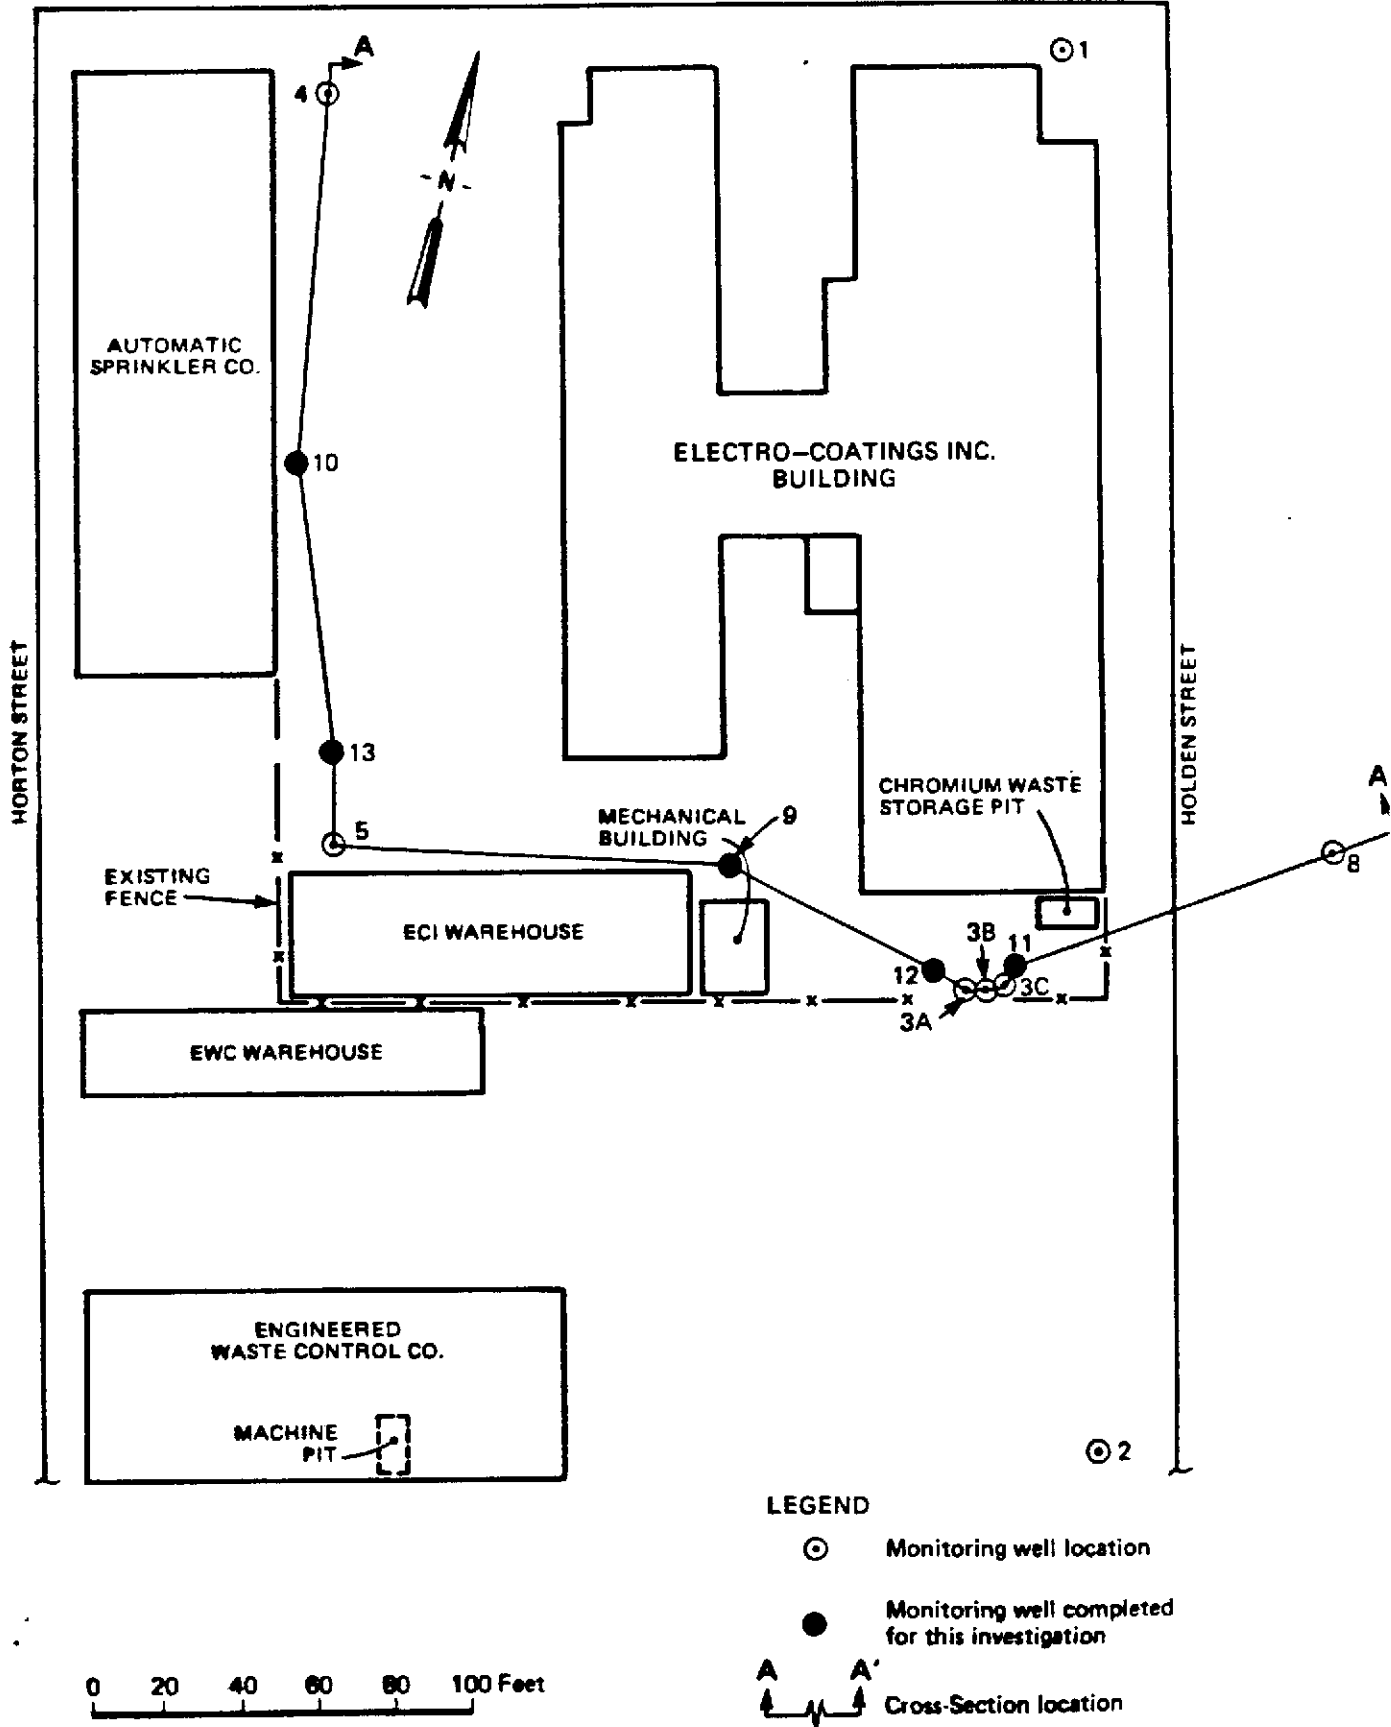 A
1
4
- N -
AUTOMATIC
SPRINKLER CO.
10
ELECTRO-COATINGS INC.
BUILDING
HORTON STREET
HOLDEN STREET
13
5
MECHANICAL
BUILDING
9
CHROMIUM WASTE
STORAGE PIT
A
8
EXISTING
FENCE
ECI WAREHOUSE
3B
11
12
3C
3A
EWC WAREHOUSE
ENGINEERED
WASTE CONTROL CO.
MACHINE
PIT
2
LEGEND
Monitoring well location
Monitoring well completed
for this investigation
A A'
Cross-Section location
0 20 40 60 80 100 Feet